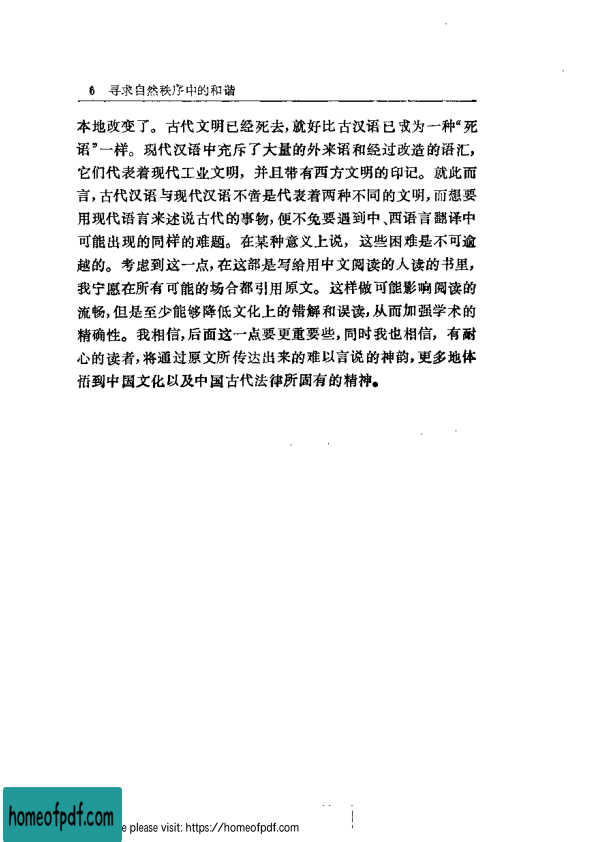 6 寻求自然秩序中的和谐
本地改变了。古代文明已经死去,就好比古汉语已成为一种“死
语”一样。现代汉语中充斥了大量的外来语和经过改造的语汇,
它们代表着现代工业文明,并且带有西方文明的印记。就此而
言,古代汉语与现代汉语不啻是代表着两种不同的文明,而想要
用现代语言来述说古代的事物,便不免要遇到中、西语言翻译中
可能出现的同样的难题。在某种意义上说,这些困难是不可逾
越的。考虑到这一点,在这部是写给用中文阅读的人读的书里,
我宁愿在所有可能的场合都引用原文。这样做可能影响阅读的
流畅,但是至少能够降低文化上的错解和误读,从而加强学术的
精确性。我相信,后面这一点要更重要些,同时我也相信,有耐
心的读者,将通过原文所传达出来的难以言说的神韵,更多地体
悟到中国文化以及中国古代法律所固有的精神。
homeofpdf.com
e please visit: https://homeofpdf.com